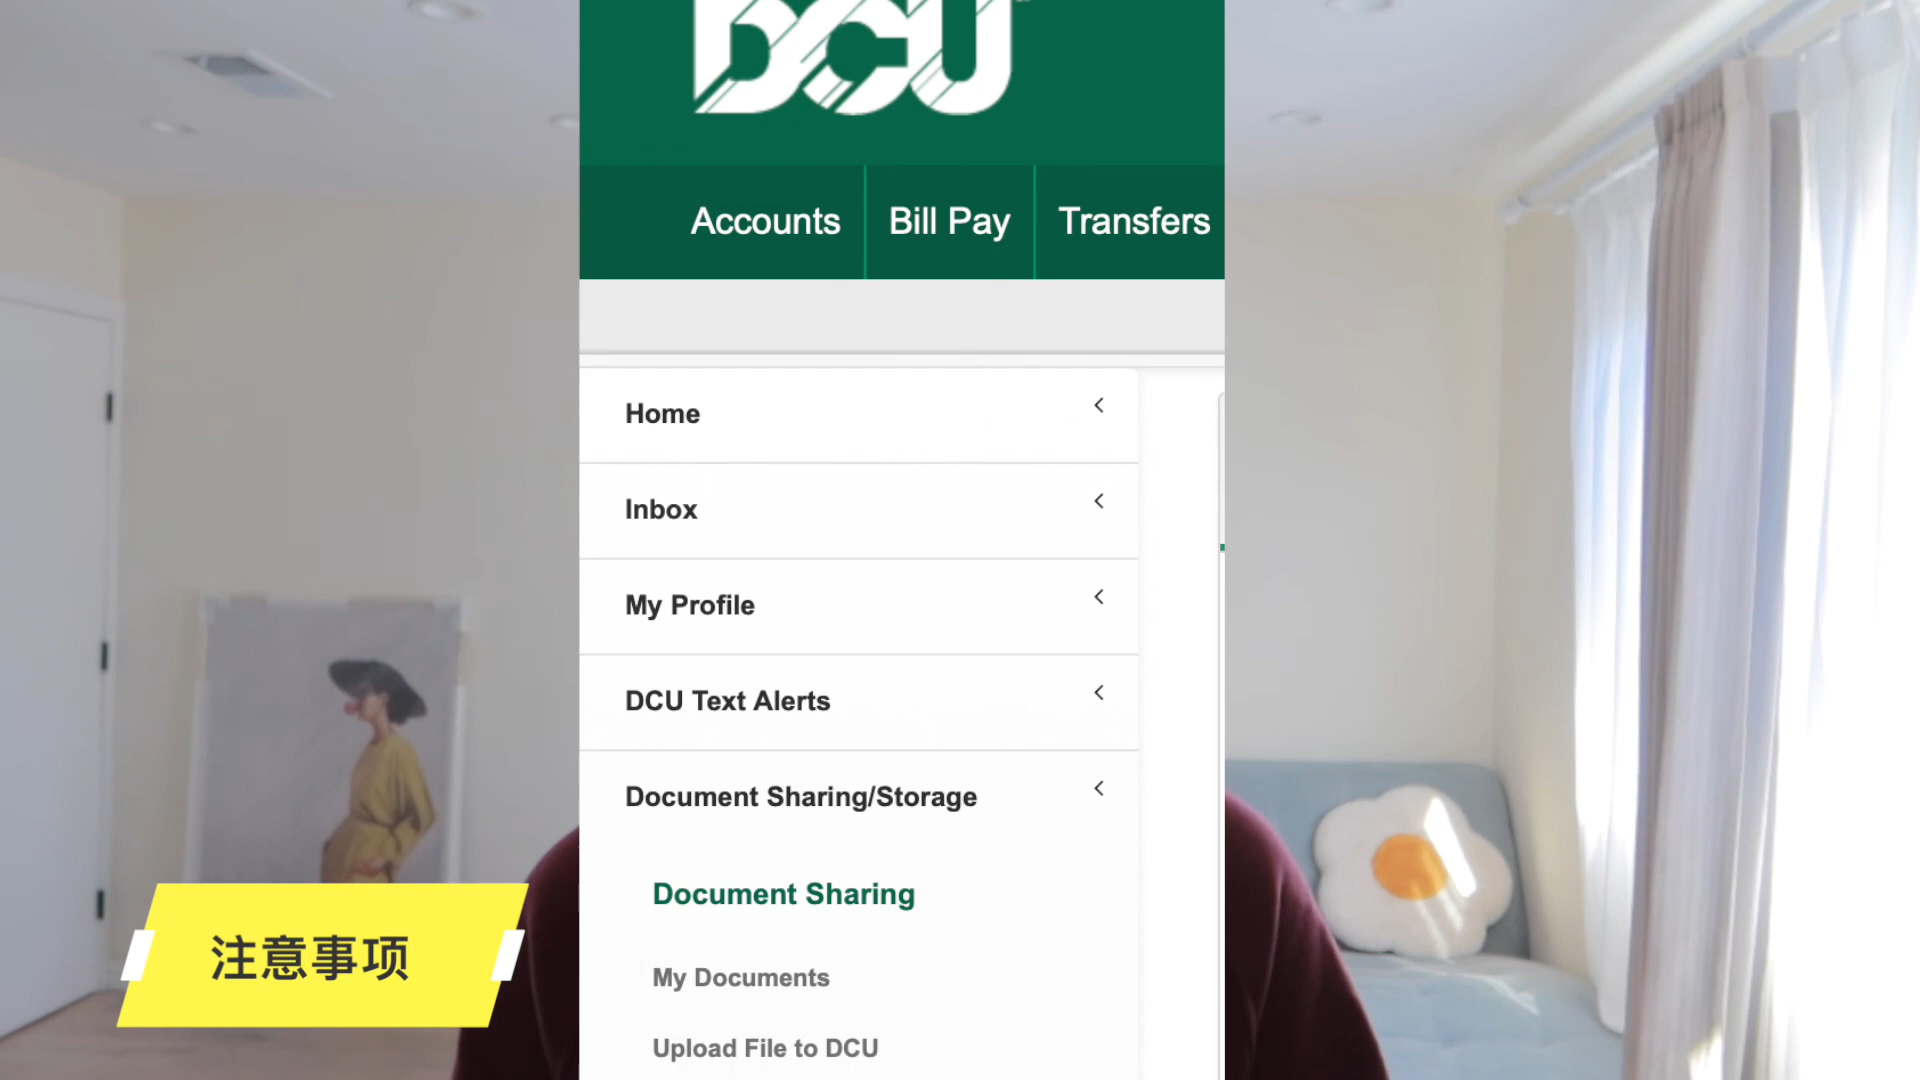 DCU
Accounts
Bill Pay
Transfers
Home
Inbox
My Profile
DCU Text Alerts
Document Sharing/Storage
Document Sharing
My Documents
Upload File to DCU
注意事项